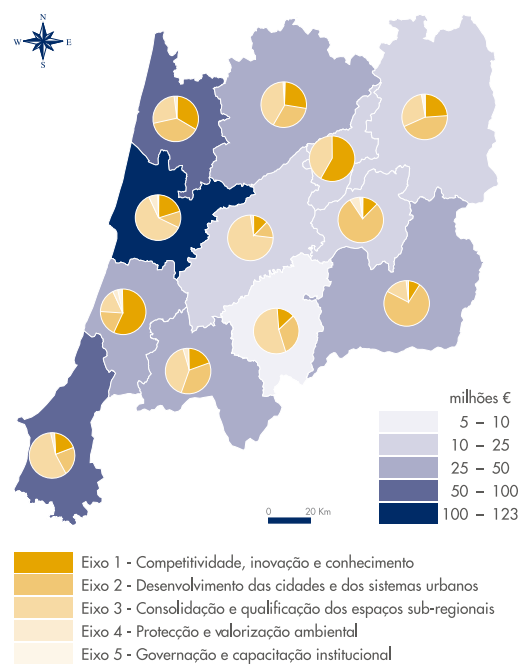 N
W E
S
milhões €
5 – 10
10 – 25
25 – 50
50 – 100
100 – 123
0 20 Km
Eixo 1 - Competitividade, inovação e conhecimento
Eixo 2 - Desenvolvimento das cidades e dos sistemas urbanos
Eixo 3 - Consolidação e qualificação dos espaços sub-regionais
Eixo 4 - Protecção e valorização ambiental
Eixo 5 - Governação e capacitação institucional